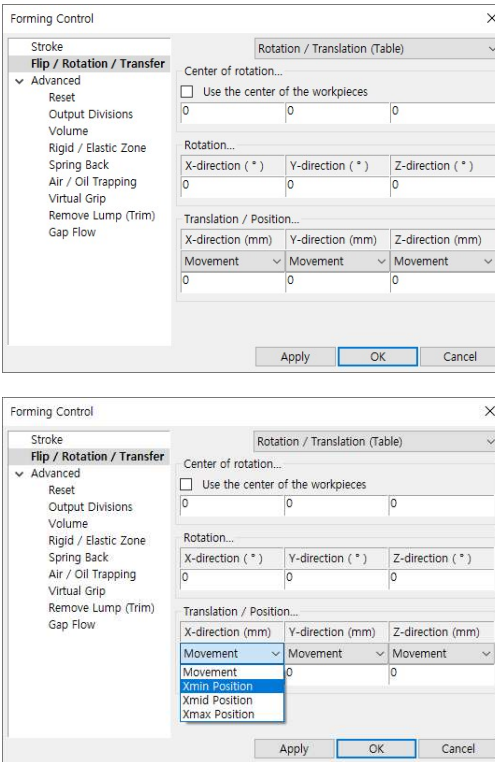 Forming Control
Stroke
Flip / Rotation / Transfer
Advanced
Reset
Output Divisions
Volume
Rigid / Elastic Zone
Spring Back
Air / Oil Trapping
Virtual Grip
Remove Lump (Trim)
Gap Flow
Rotation / Translation (Table)
Center of rotation...
Use the center of the workpieces
0 0 0
Rotation...
X-direction ( ° ) Y-direction ( ° ) Z-direction ( ° )
0 0 0
Translation / Position...
X-direction (mm) Y-direction (mm) Z-direction (mm)
Movement Movement Movement
0 0 0
Apply OK Cancel
Forming Control
Stroke
Flip / Rotation / Transfer
Advanced
Reset
Output Divisions
Volume
Rigid / Elastic Zone
Spring Back
Air / Oil Trapping
Virtual Grip
Remove Lump (Trim)
Gap Flow
Rotation / Translation (Table)
Center of rotation...
Use the center of the workpieces
0 0 0
Rotation...
X-direction ( ° ) Y-direction ( ° ) Z-direction ( ° )
0 0 0
Translation / Position...
X-direction (mm) Y-direction (mm) Z-direction (mm)
Movement Movement Movement
Movement 0 0
Xmin Position
Xmid Position
Xmax Position
Apply OK Cancel